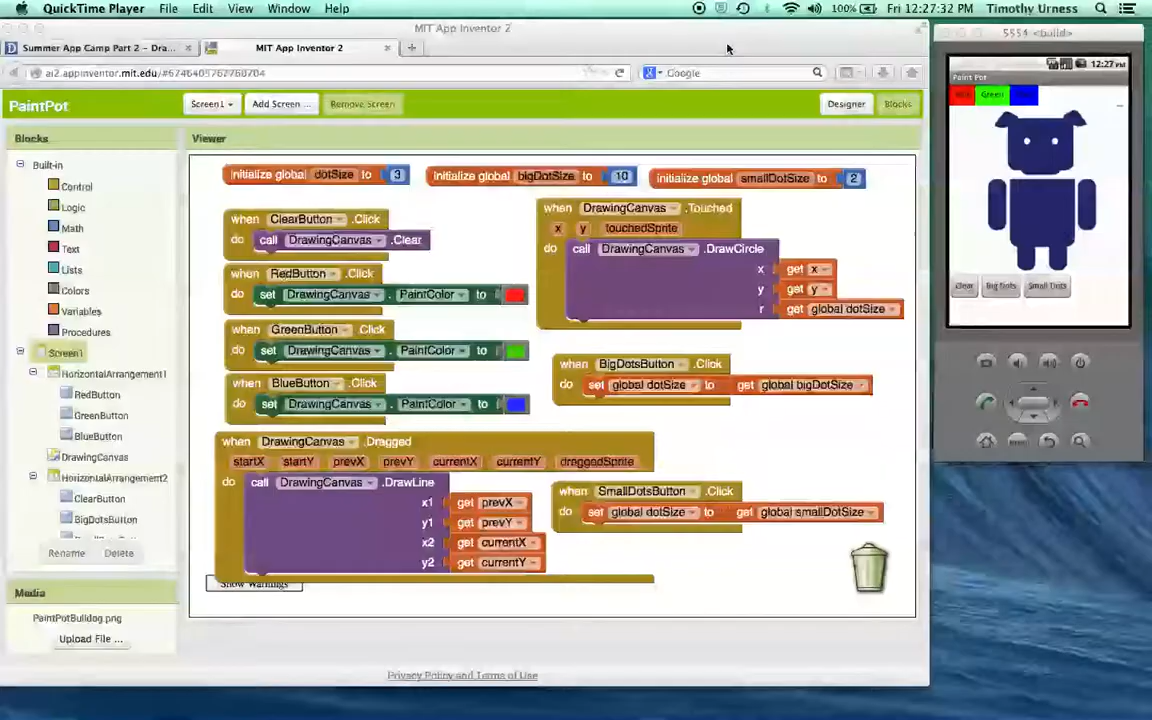 QuickTime Player File Edit View Window Help 100% Fri 12:27:32 PM Timothy Urness
MIT App Inventor 2
Summer App Camp Part 2 – Dra... MIT App Inventor 2
ai2.appinventor.mit.edu/#6746405762760704 Google
PaintPot Screen1 Add Screen ... Remove Screen Designer Blocks
Blocks
Built-in
Control
Logic
Math
Text
Lists
Colors
Variables
Procedures
Screen1
HorizontalArrangement1
RedButton
GreenButton
BlueButton
DrawingCanvas
HorizontalArrangement2
ClearButton
BigDotsButton
Rename Delete
Media
PaintPotBulldog.png
Upload File ...
Viewer
initialize global dotSize to 3
initialize global bigDotSize to 10
initialize global smallDotSize to 2
when ClearButton .Click
do call DrawingCanvas .Clear
when RedButton .Click
do set DrawingCanvas . PaintColor to
when GreenButton .Click
do set DrawingCanvas . PaintColor to
when BlueButton .Click
do set DrawingCanvas . PaintColor to
when DrawingCanvas .Dragged
startX startY prevX prevY currentX currentY draggedSprite
do call DrawingCanvas .DrawLine
x1 get prevX
y1 get prevY
x2 get currentX
y2 get currentY
Show Warnings
when DrawingCanvas .Touched
x y touchedSprite
do call DrawingCanvas .DrawCircle
x get x
y get y
r get global dotSize
when BigDotsButton .Click
do set global dotSize to get global bigDotSize
when SmallDotsButton .Click
do set global dotSize to get global smallDotSize
Privacy Policy and Terms of Use
5554:<build>
12:27 PM
Paint Pot
Green
Clear Big Dots Small Dots
MENU